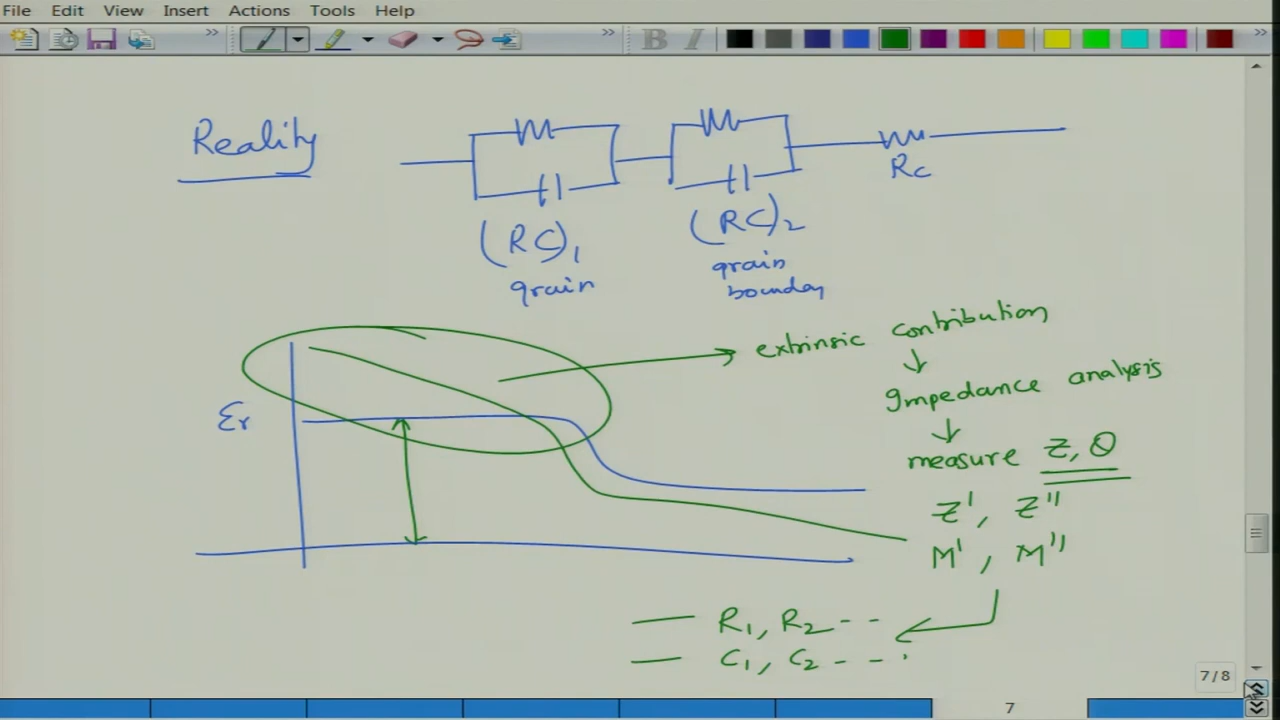 File Edit View Insert Actions Tools Help
B I
Reality
Rc
(RC)1 (RC)2
grain grain
boundary
εr
extrinsic contribution
↓
Impedance analysis
↓
measure Z, θ
Z', Z''
M', M''
R1, R2 - -
C1, C2 - - -
7 / 8
7